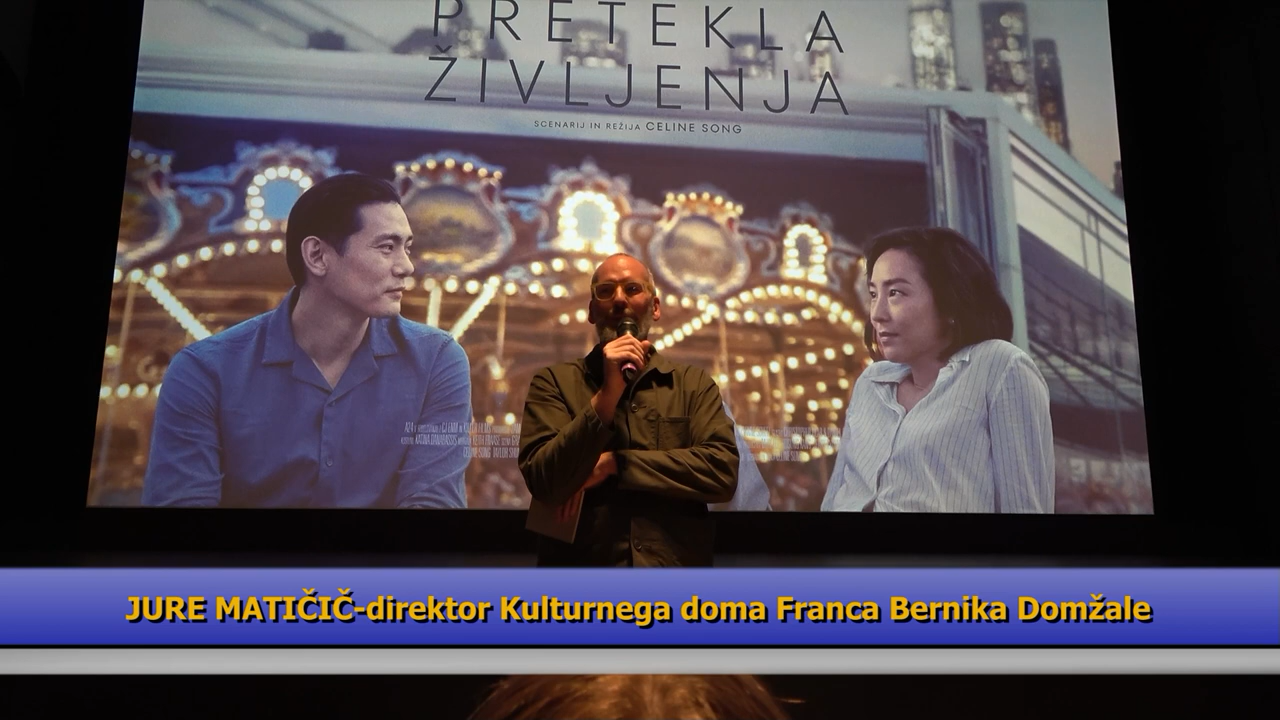 PRETEKLA
ŽIVLJENJA
SCENARIJ IN REŽIJA CELINE SONG
JURE MATIČIČ-direktor Kulturnega doma Franca Bernika Domžale